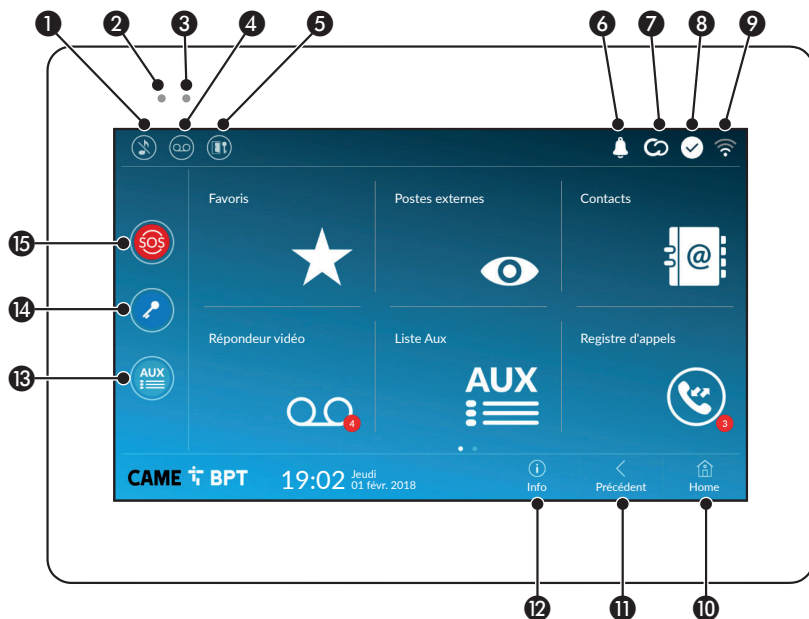 1 2 3 4 5 6 7 8 9
Favoris Postes externes Contacts
15 SOS @
14
Répondeur vidéo Liste Aux Registre d'appels
13 AUX AUX
4 3
CAME BPT 19:02 Jeudi
01 févr. 2018
Info Précédent Home
12 11 10